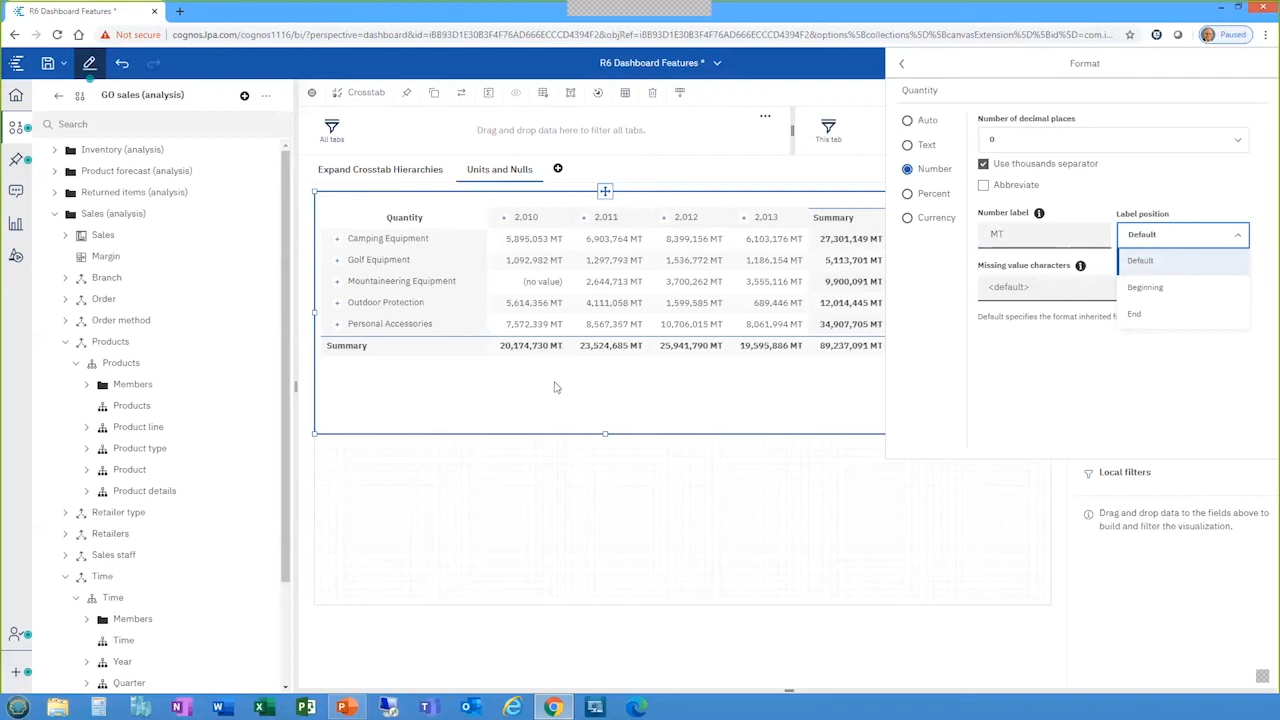 R6 Dashboard Features *
Not secure
cognos.lpa.com/cognos1116/bi/?perspective=dashboard&id=iBB93D1E30B3F4F76AD666ECCCD4394F2&objRef=iBB93D1E30B3F4F76AD666ECCCD4394F2&options%5Bcollections%5D%5BcanvasExtension%5D%5Bid%5D=com.i...
Paused
R6 Dashboard Features *
GO sales (analysis)
Search
Inventory (analysis)
Product forecast (analysis)
Returned items (analysis)
Sales (analysis)
Sales
Margin
Branch
Order
Order method
Products
Products
Members
Products
Product line
Product type
Product
Product details
Retailer type
Retailers
Sales staff
Time
Time
Members
Time
Year
Quarter
Crosstab
All tabs
Drag and drop data here to filter all tabs.
This tab
Expand Crosstab Hierarchies
Units and Nulls
Quantity 2,010 2,011 2,012 2,013 Summary
Camping Equipment 5,895,053 MT 6,903,764 MT 8,399,156 MT 6,103,176 MT 27,301,149 MT
Golf Equipment 1,092,982 MT 1,297,793 MT 1,536,772 MT 1,186,154 MT 5,113,701 MT
Mountaineering Equipment (no value) 2,644,713 MT 3,700,262 MT 3,555,116 MT 9,900,091 MT
Outdoor Protection 5,614,356 MT 4,111,058 MT 1,599,585 MT 689,446 MT 12,014,445 MT
Personal Accessories 7,572,339 MT 8,567,357 MT 10,706,015 MT 8,061,994 MT 34,907,705 MT
Summary 20,174,730 MT 23,524,685 MT 25,941,790 MT 19,595,886 MT 89,237,091 MT
Format
Quantity
Auto
Text
Number
Percent
Currency
Number of decimal places
0
Use thousands separator
Abbreviate
Number label
MT
Label position
Default
Default
Beginning
End
Missing value characters
<default>
Default specifies the format inherited f
Local filters
Drag and drop data to the fields above to
build and filter the visualization.